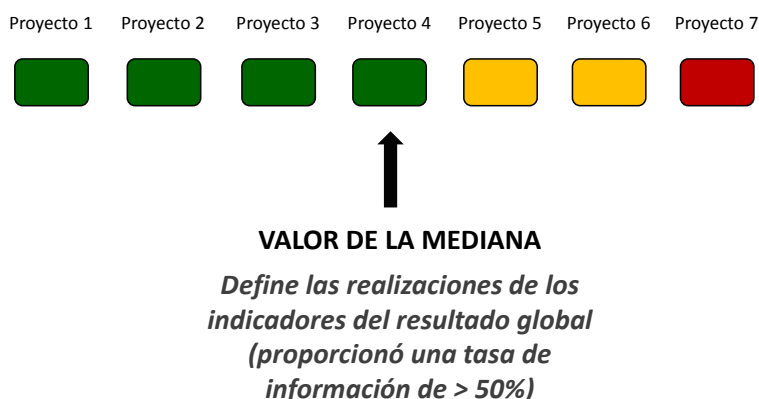 Proyecto 1 Proyecto 2 Proyecto 3 Proyecto 4 Proyecto 5 Proyecto 6 Proyecto 7
VALOR DE LA MEDIANA
Define las realizaciones de los
indicadores del resultado global
(proporcionó una tasa de
información de > 50%)